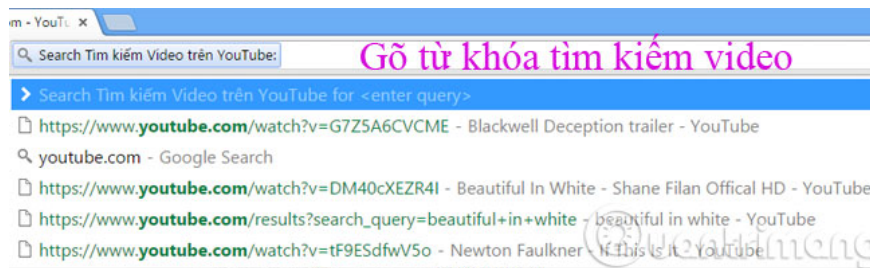 om - YouTu
Search Tìm kiếm Video trên YouTube: Gõ từ khóa tìm kiếm video
Search Tìm kiếm Video trên YouTube for <enter query>
https://www.youtube.com/watch?v=G7Z5A6CVCME - Blackwell Deception trailer - YouTube
youtube.com - Google Search
https://www.youtube.com/watch?v=DM40cXEZR4I - Beautiful In White - Shane Filan Offical HD - YouTube
https://www.youtube.com/results?search_query=beautiful+in+white - beautiful in white - YouTube
https://www.youtube.com/watch?v=tF9ESdfwV5o - Newton Faulkner - If This Is It - YouTube
Quantrimang